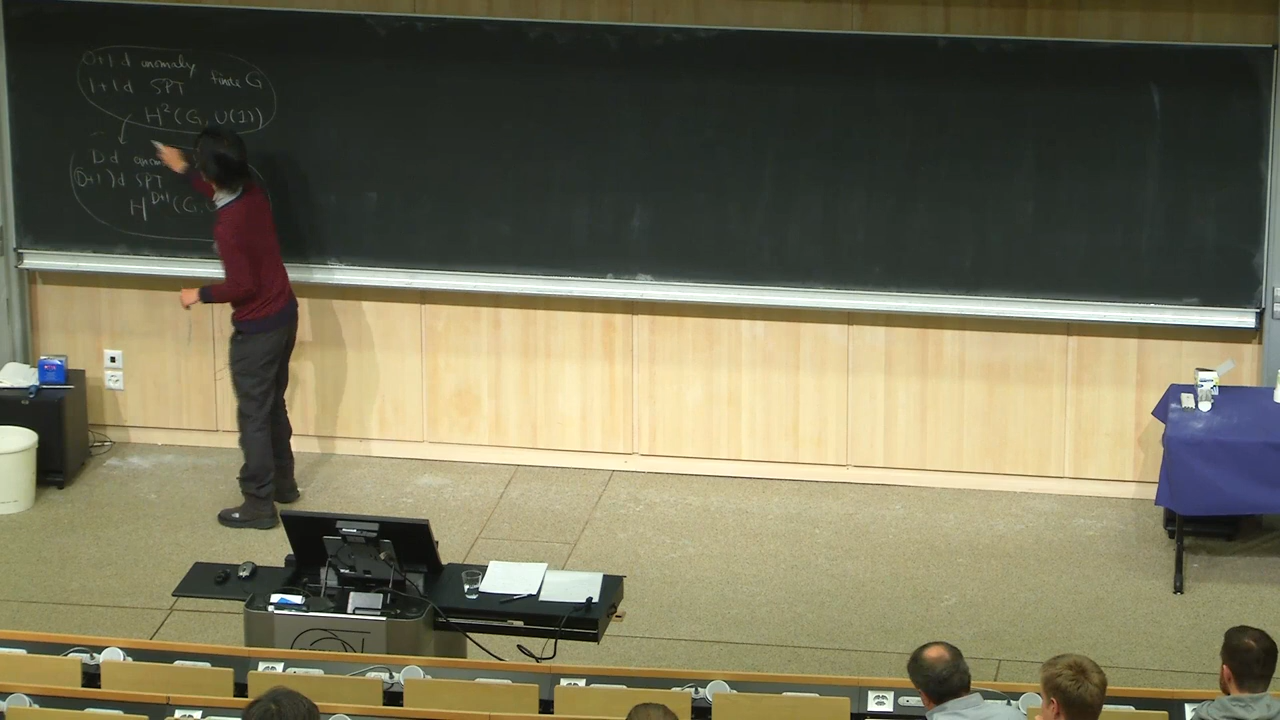 0+1 d anomaly
1+1 d SPT finite G
H²(G, U(1))
D d anom
(D+1)d SPT
H^{D+1}(G,